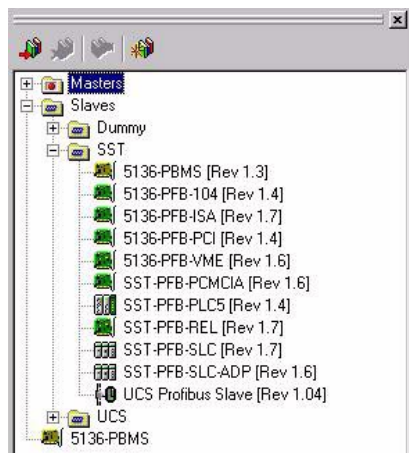 Masters
Slaves
Dummy
SST
5136-PBMS [Rev 1.3]
5136-PFB-104 [Rev 1.4]
5136-PFB-ISA [Rev 1.7]
5136-PFB-PCI [Rev 1.4]
5136-PFB-VME [Rev 1.6]
SST-PFB-PCMCIA [Rev 1.6]
SST-PFB-PLC5 [Rev 1.4]
SST-PFB-REL [Rev 1.7]
SST-PFB-SLC [Rev 1.7]
SST-PFB-SLC-ADP [Rev 1.6]
UCS Profibus Slave [Rev 1.04]
UCS
5136-PBMS